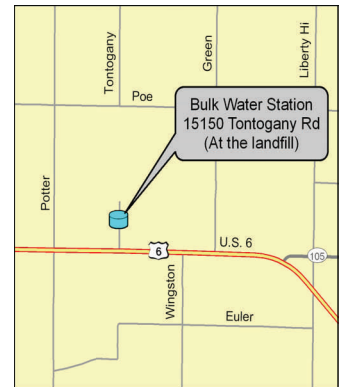 Tontogany
Green
Liberty Hi
Poe
Bulk Water Station
15150 Tontogany Rd
(At the landfill)
Potter
6
U.S. 6
105
Wingston
Euler